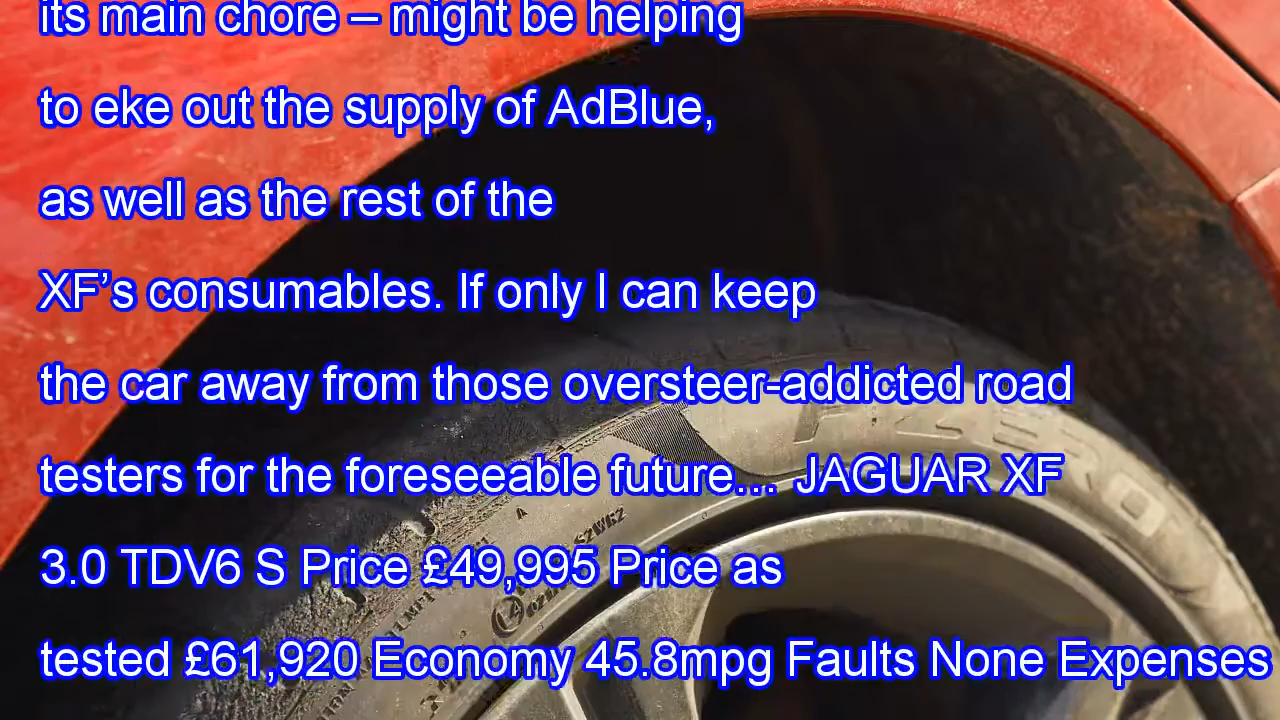 its main chore – might be helping
to eke out the supply of AdBlue,
as well as the rest of the
XF’s consumables. If only I can keep
the car away from those oversteer-addicted road
P ZERO
testers for the foreseeable future... JAGUAR XF
3.0 TDV6 S Price £49,995 Price as
tested £61,920 Economy 45.8mpg Faults None Expenses